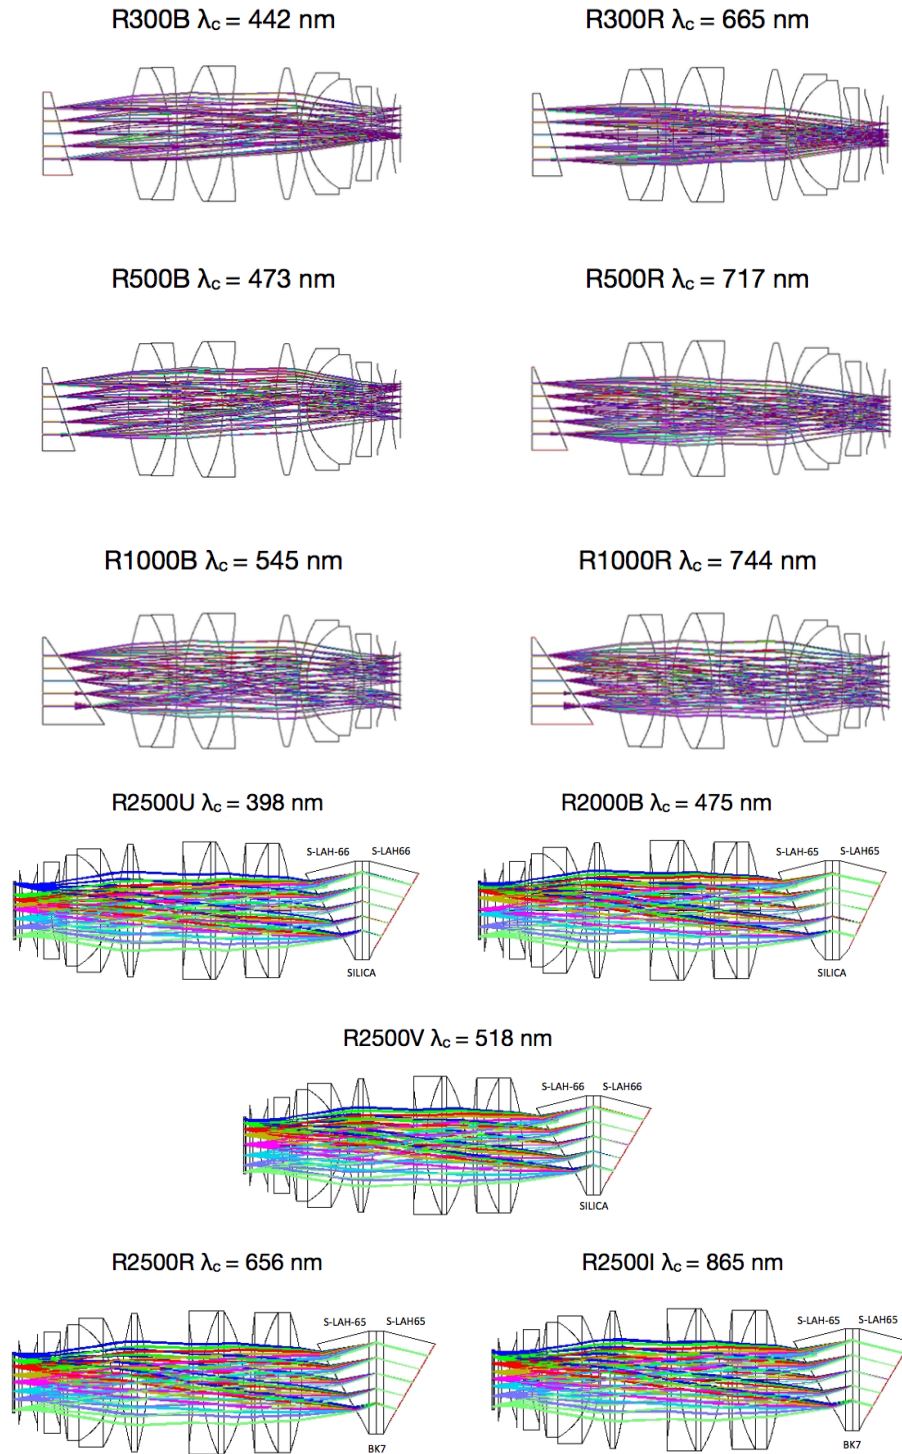 R300B λc = 442 nm
R300R λc = 665 nm
R500B λc = 473 nm
R500R λc = 717 nm
R1000B λc = 545 nm
R1000R λc = 744 nm
R2500U λc = 398 nm
R2000B λc = 475 nm
S-LAH-66 S-LAH66
S-LAH-65 S-LAH65
SILICA
SILICA
R2500V λc = 518 nm
S-LAH-66 S-LAH66
SILICA
R2500R λc = 656 nm
R2500I λc = 865 nm
S-LAH-65 S-LAH65
S-LAH-65 S-LAH65
BK7
BK7